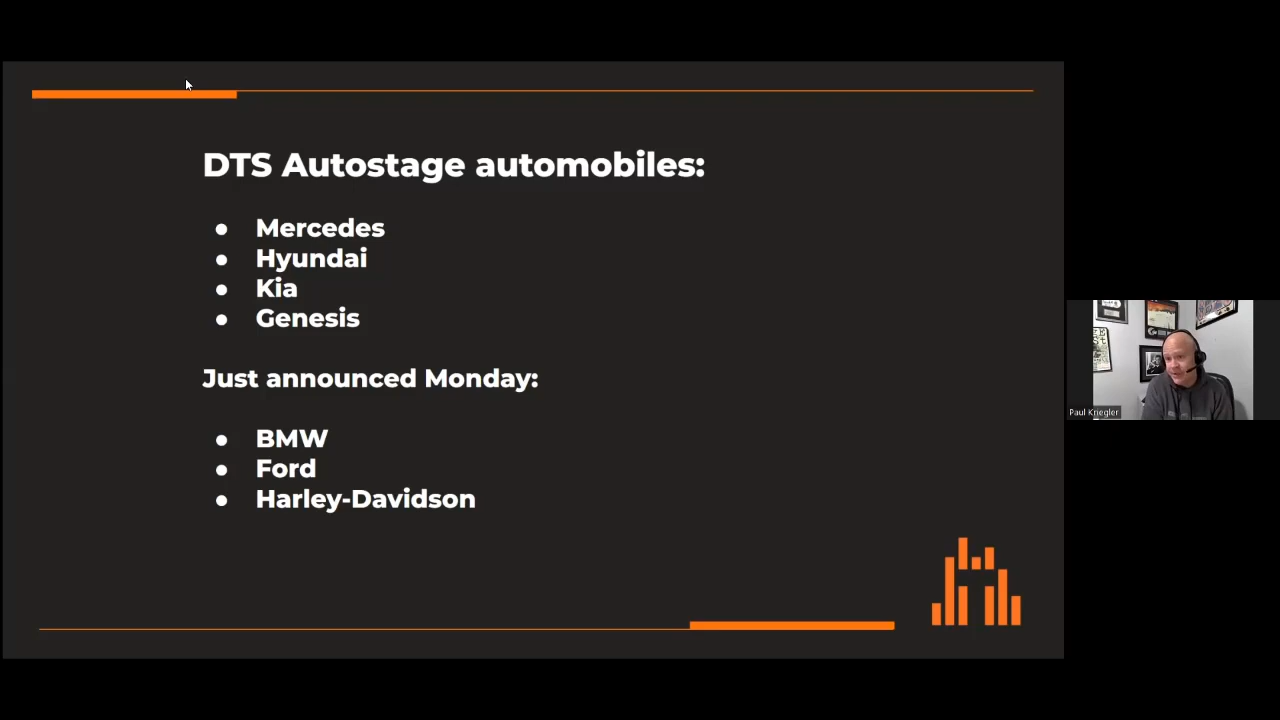 DTS Autostage automobiles:
● Mercedes
● Hyundai
● Kia
● Genesis
Just announced Monday:
● BMW
● Ford
● Harley-Davidson
Paul Kriegler